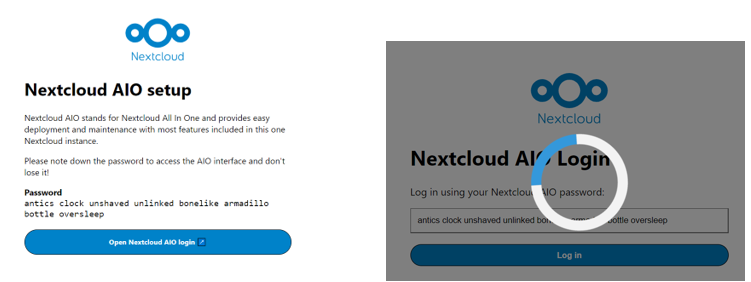 Nextcloud
Nextcloud AIO setup
Nextcloud AIO stands for Nextcloud All In One and provides easy
deployment and maintenance with most features included in this one
Nextcloud instance.
Please note down the password to access the AIO interface and don't
lose it!
Password
antics clock unshaved unlinked bonelike armadillo
bottle oversleep
Open Nextcloud AIO login
Nextcloud
Nextcloud AIO Login
Log in using your Nextcloud AIO password:
antics clock unshaved unlinked bonelike armadillo bottle oversleep
Log in